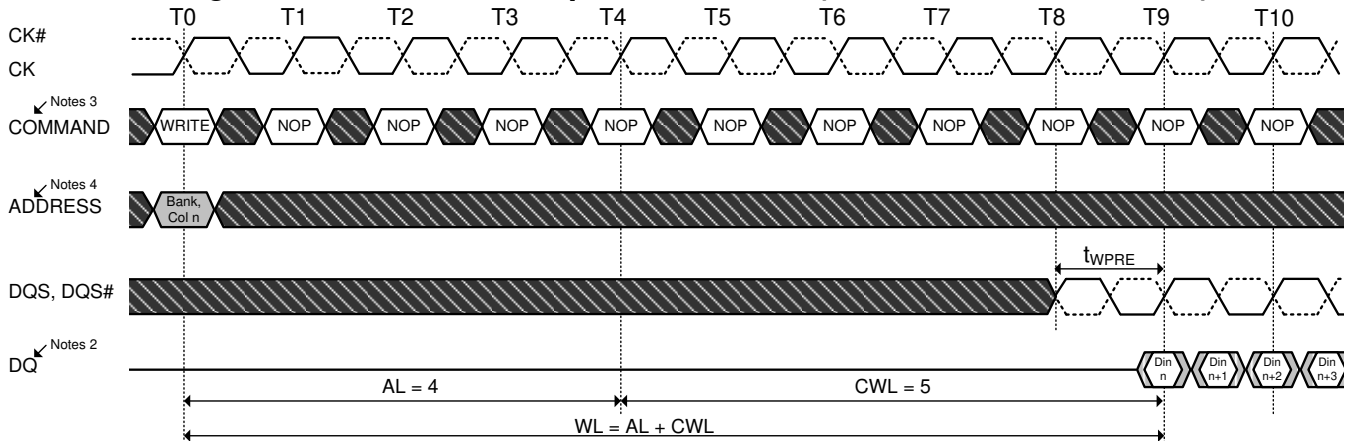 T0 T1 T2 T3 T4 T5 T6 T7 T8 T9 T10
CK#
CK
Notes 3
COMMAND WRITE NOP NOP NOP NOP NOP NOP NOP NOP NOP NOP
Notes 4
ADDRESS
Bank,
Col n
tWPRE
DQS, DQS#
Notes 2
DQ
Din
n
Din
n+1
Din
n+2
Din
n+3
AL = 4 CWL = 5
WL = AL + CWL